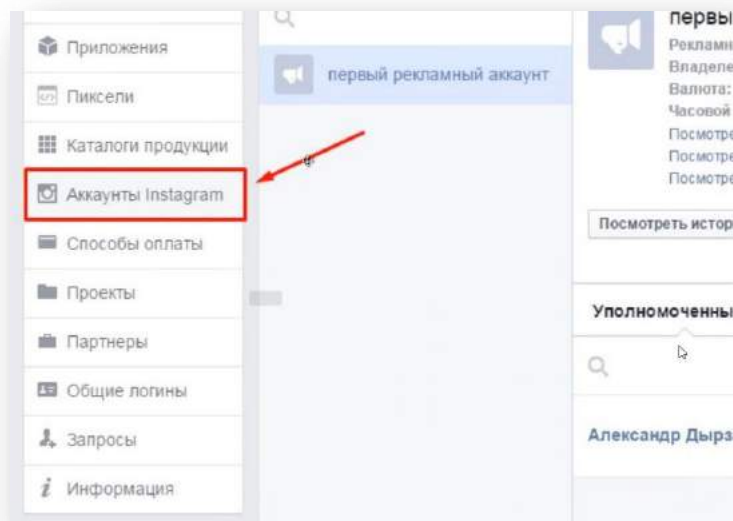 Приложения
Пиксели
Каталоги продукции
Аккаунты Instagram
Способы оплаты
Проекты
Партнеры
Общие логины
Запросы
Информация
первый рекламный аккаунт
первы
Рекламн
Владеле
Валюта:
Часовой
Посмотре
Посмотре
Посмотре
Посмотреть истор
Уполномоченны
Александр Дырз